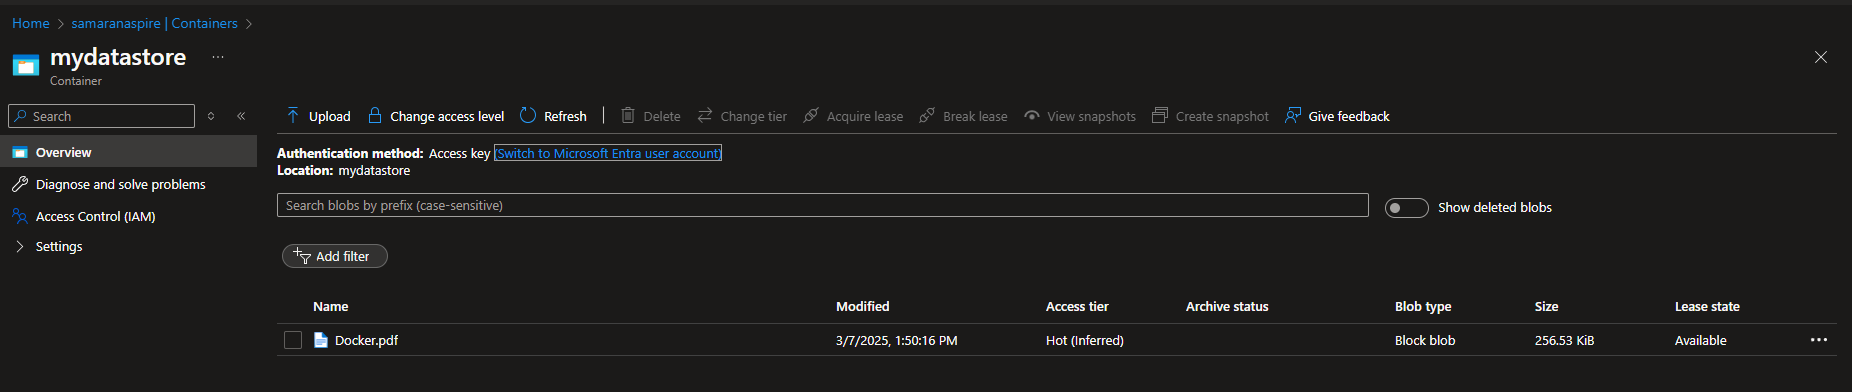 Home > samaranaspire | Containers >
mydatastore ...
Container
Search
Overview
Diagnose and solve problems
Access Control (IAM)
Settings
Upload Change access level Refresh Delete Change tier Acquire lease Break lease View snapshots Create snapshot Give feedback
Authentication method: Access key (Switch to Microsoft Entra user account)
Location: mydatastore
Search blobs by prefix (case-sensitive)
Show deleted blobs
Add filter
Name Modified Access tier Archive status Blob type Size Lease state
Docker.pdf 3/7/2025, 1:50:16 PM Hot (Inferred) Block blob 256.53 KiB Available ...